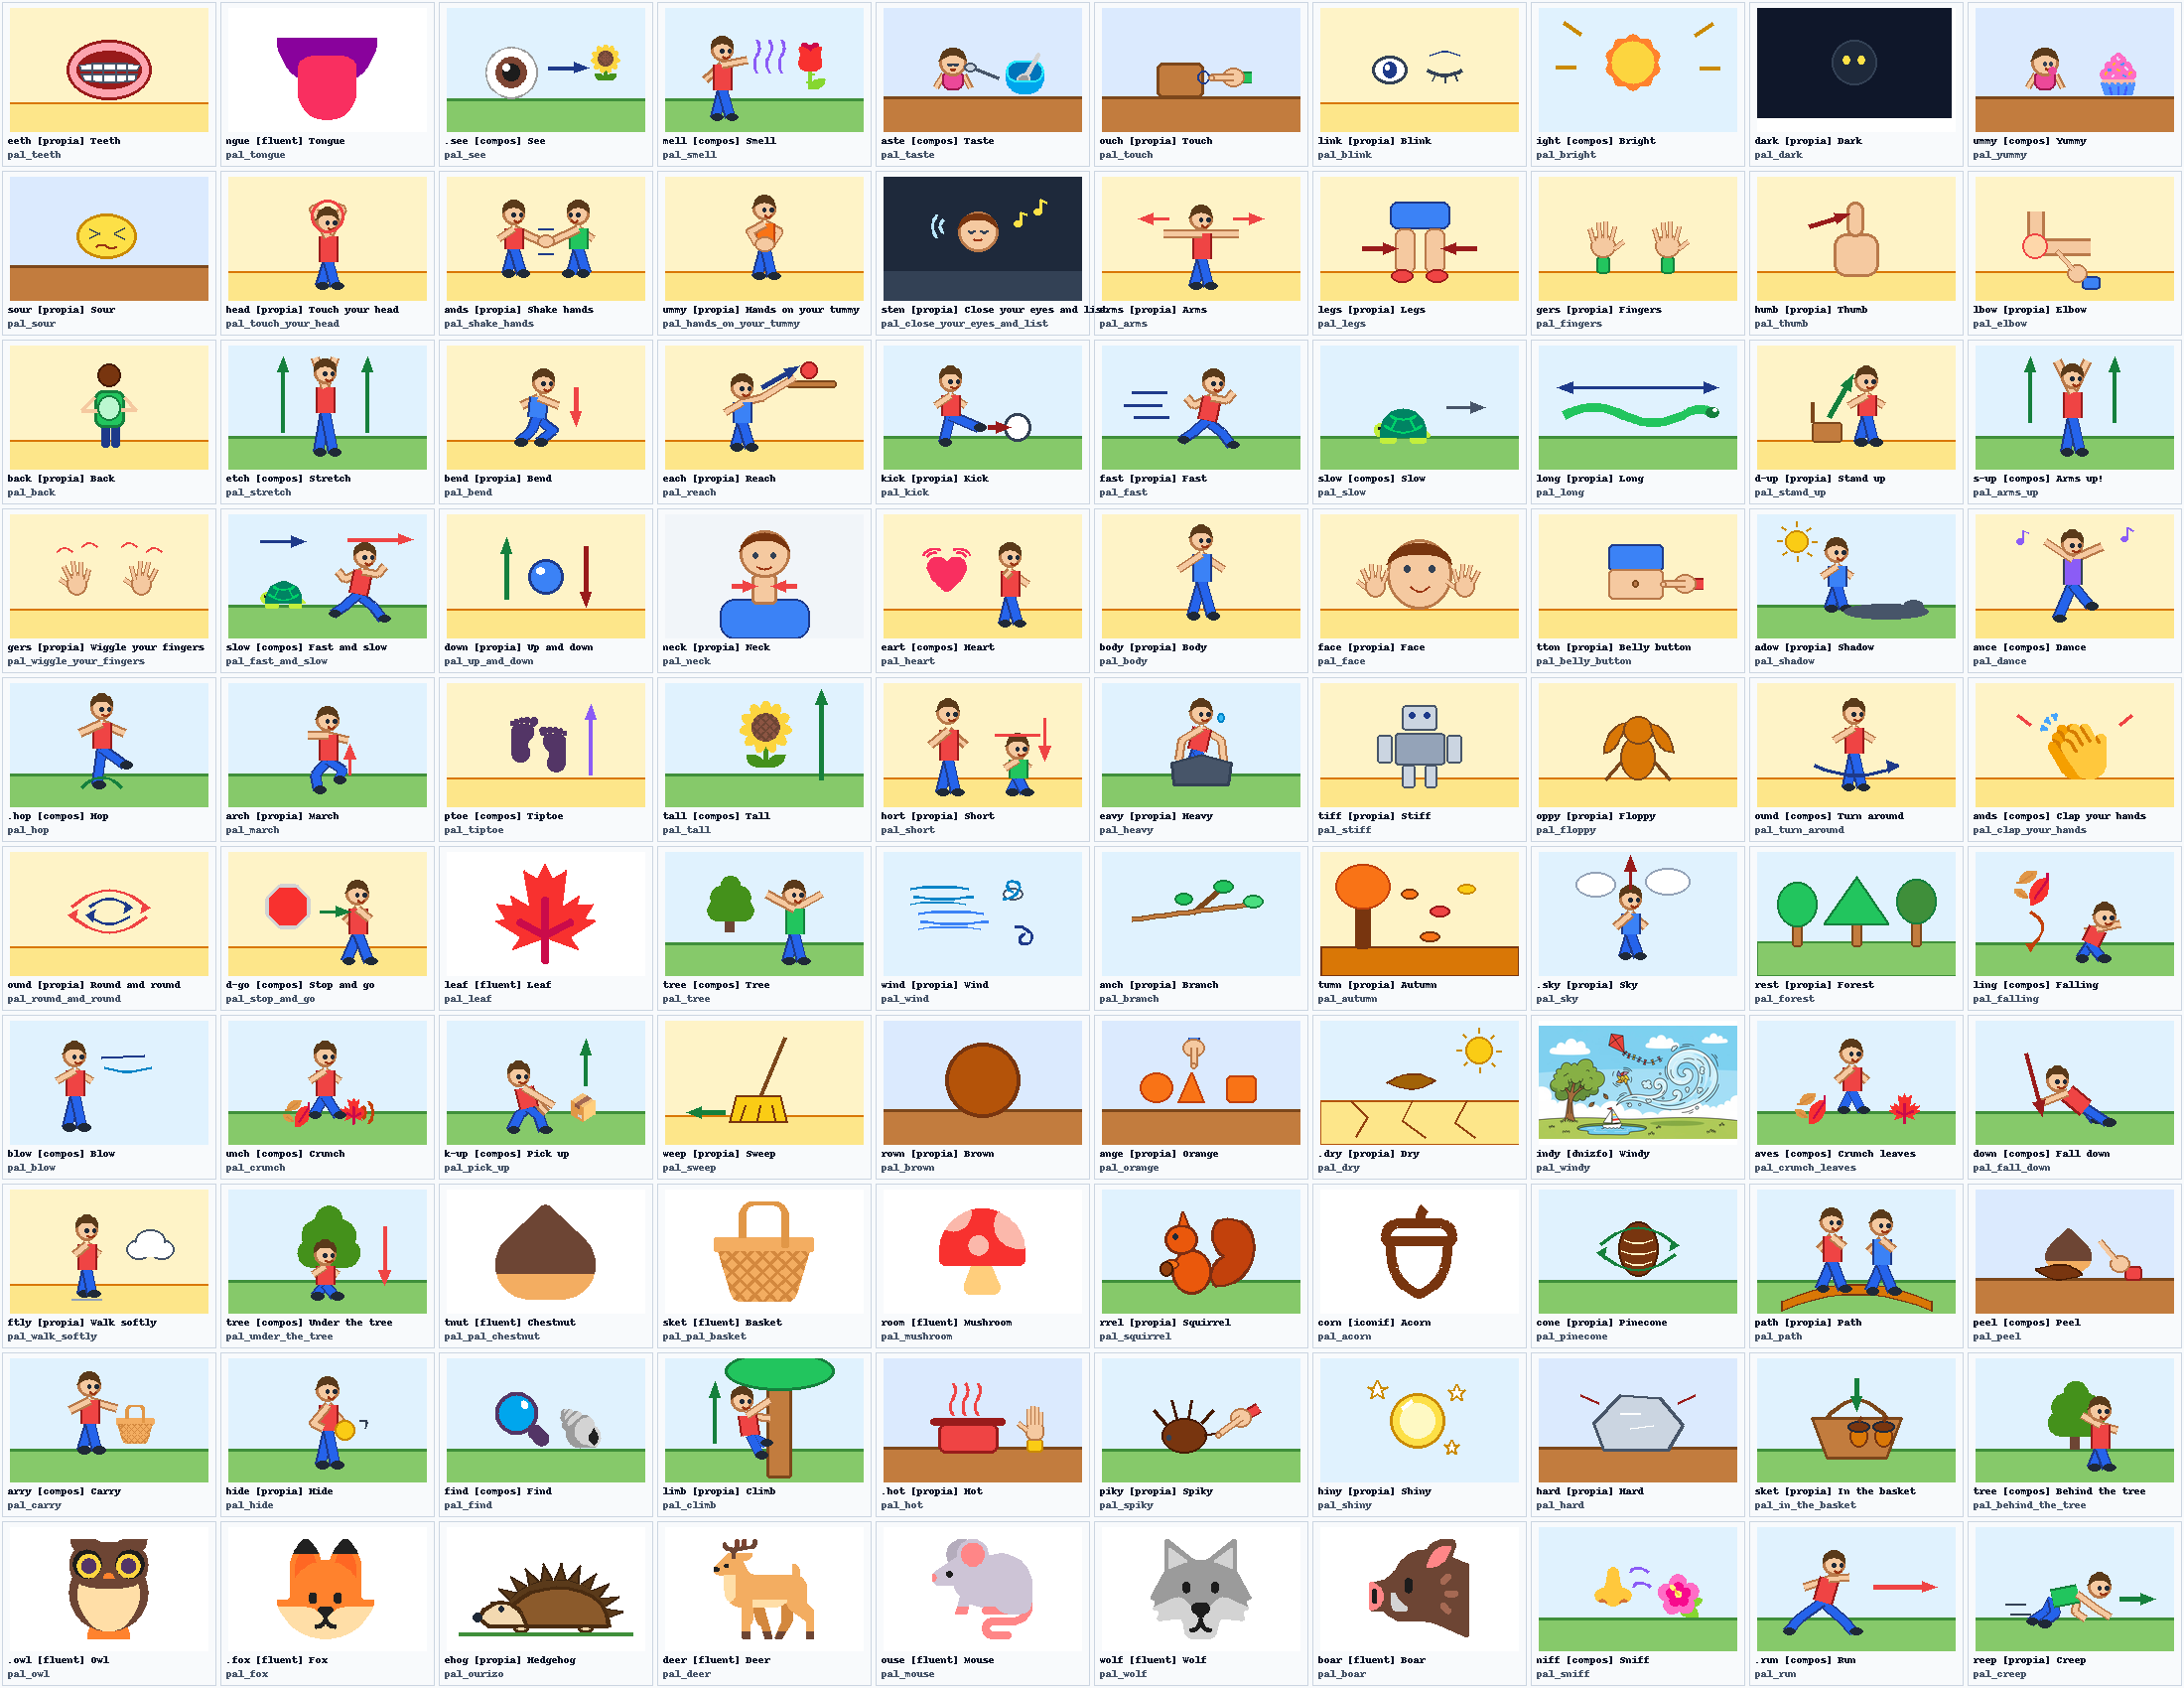 eeth [propia] Teeth
pal_teeth
ngue [fluent] Tongue
pal_tongue
.see [compos] See
pal_see
mell [compos] Smell
pal_smell
aste [compos] Taste
pal_taste
ouch [propia] Touch
pal_touch
link [propia] Blink
pal_blink
ight [compos] Bright
pal_bright
dark [propia] Dark
pal_dark
ummy [compos] Yummy
pal_yummy
sour [propia] Sour
pal_sour
head [propia] Touch your head
pal_touch_your_head
ands [propia] Shake hands
pal_shake_hands
ummy [propia] Hands on your tummy
pal_hands_on_your_tummy
sten [propia] Close your eyes and
pal_close_your_eyes_and_list
arms [propia] Arms
pal_arms
legs [propia] Legs
pal_legs
gers [propia] Fingers
pal_fingers
humb [propia] Thumb
pal_thumb
lbow [propia] Elbow
pal_elbow
back [propia] Back
pal_back
etch [compos] Stretch
pal_stretch
bend [propia] Bend
pal_bend
each [propia] Reach
pal_reach
kick [propia] Kick
pal_kick
fast [propia] Fast
pal_fast
slow [compos] Slow
pal_slow
long [propia] Long
pal_long
d-up [propia] Stand up
pal_stand_up
s-up [compos] Arms up!
pal_arms_up
gers [propia] Wiggle your fingers
pal_wiggle_your_fingers
slow [compos] Fast and slow
pal_fast_and_slow
down [propia] Up and down
pal_up_and_down
neck [propia] Neck
pal_neck
eart [compos] Heart
pal_heart
body [propia] Body
pal_body
face [propia] Face
pal_face
tton [propia] Belly button
pal_belly_button
adow [propia] Shadow
pal_shadow
ance [compos] Dance
pal_dance
.hop [compos] Hop
pal_hop
arch [propia] March
pal_march
ptoe [compos] Tiptoe
pal_tiptoe
tall [compos] Tall
pal_tall
hort [propia] Short
pal_short
eavy [propia] Heavy
pal_heavy
tiff [propia] Stiff
pal_stiff
oppy [propia] Floppy
pal_floppy
ound [compos] Turn around
pal_turn_around
ands [compos] Clap your hands
pal_clap_your_hands
ound [propia] Round and round
pal_round_and_round
d-go [compos] Stop and go
pal_stop_and_go
leaf [fluent] Leaf
pal_leaf
tree [compos] Tree
pal_tree
wind [propia] Wind
pal_wind
anch [propia] Branch
pal_branch
tumn [propia] Autumn
pal_autumn
.sky [propia] Sky
pal_sky
rest [propia] Forest
pal_forest
ling [compos] Falling
pal_falling
blow [compos] Blow
pal_blow
unch [compos] Crunch
pal_crunch
k-up [compos] Pick up
pal_pick_up
weep [propia] Sweep
pal_sweep
rown [propia] Brown
pal_brown
ange [propia] Orange
pal_orange
.dry [propia] Dry
pal_dry
indy [dnizfo] Windy
pal_windy
aves [compos] Crunch leaves
pal_crunch_leaves
down [compos] Fall down
pal_fall_down
ftly [propia] Walk softly
pal_walk_softly
tree [compos] Under the tree
pal_under_the_tree
tnut [fluent] Chestnut
pal_pal_chestnut
sket [fluent] Basket
pal_pal_basket
room [fluent] Mushroom
pal_mushroom
rrel [propia] Squirrel
pal_squirrel
corn [iconif] Acorn
pal_acorn
cone [propia] Pinecone
pal_pinecone
path [propia] Path
pal_path
peel [compos] Peel
pal_peel
arry [compos] Carry
pal_carry
hide [propia] Hide
pal_hide
find [compos] Find
pal_find
limb [propia] Climb
pal_climb
.hot [propia] Hot
pal_hot
piky [propia] Spiky
pal_spiky
hiny [propia] Shiny
pal_shiny
hard [propia] Hard
pal_hard
sket [propia] In the basket
pal_in_the_basket
tree [compos] Behind the tree
pal_behind_the_tree
.owl [fluent] Owl
pal_owl
.fox [fluent] Fox
pal_fox
ehog [propia] Hedgehog
pal_ourizo
deer [fluent] Deer
pal_deer
ouse [fluent] Mouse
pal_mouse
wolf [fluent] Wolf
pal_wolf
boar [fluent] Boar
pal_boar
niff [compos] Sniff
pal_sniff
.run [compos] Run
pal_run
reep [propia] Creep
pal_creep